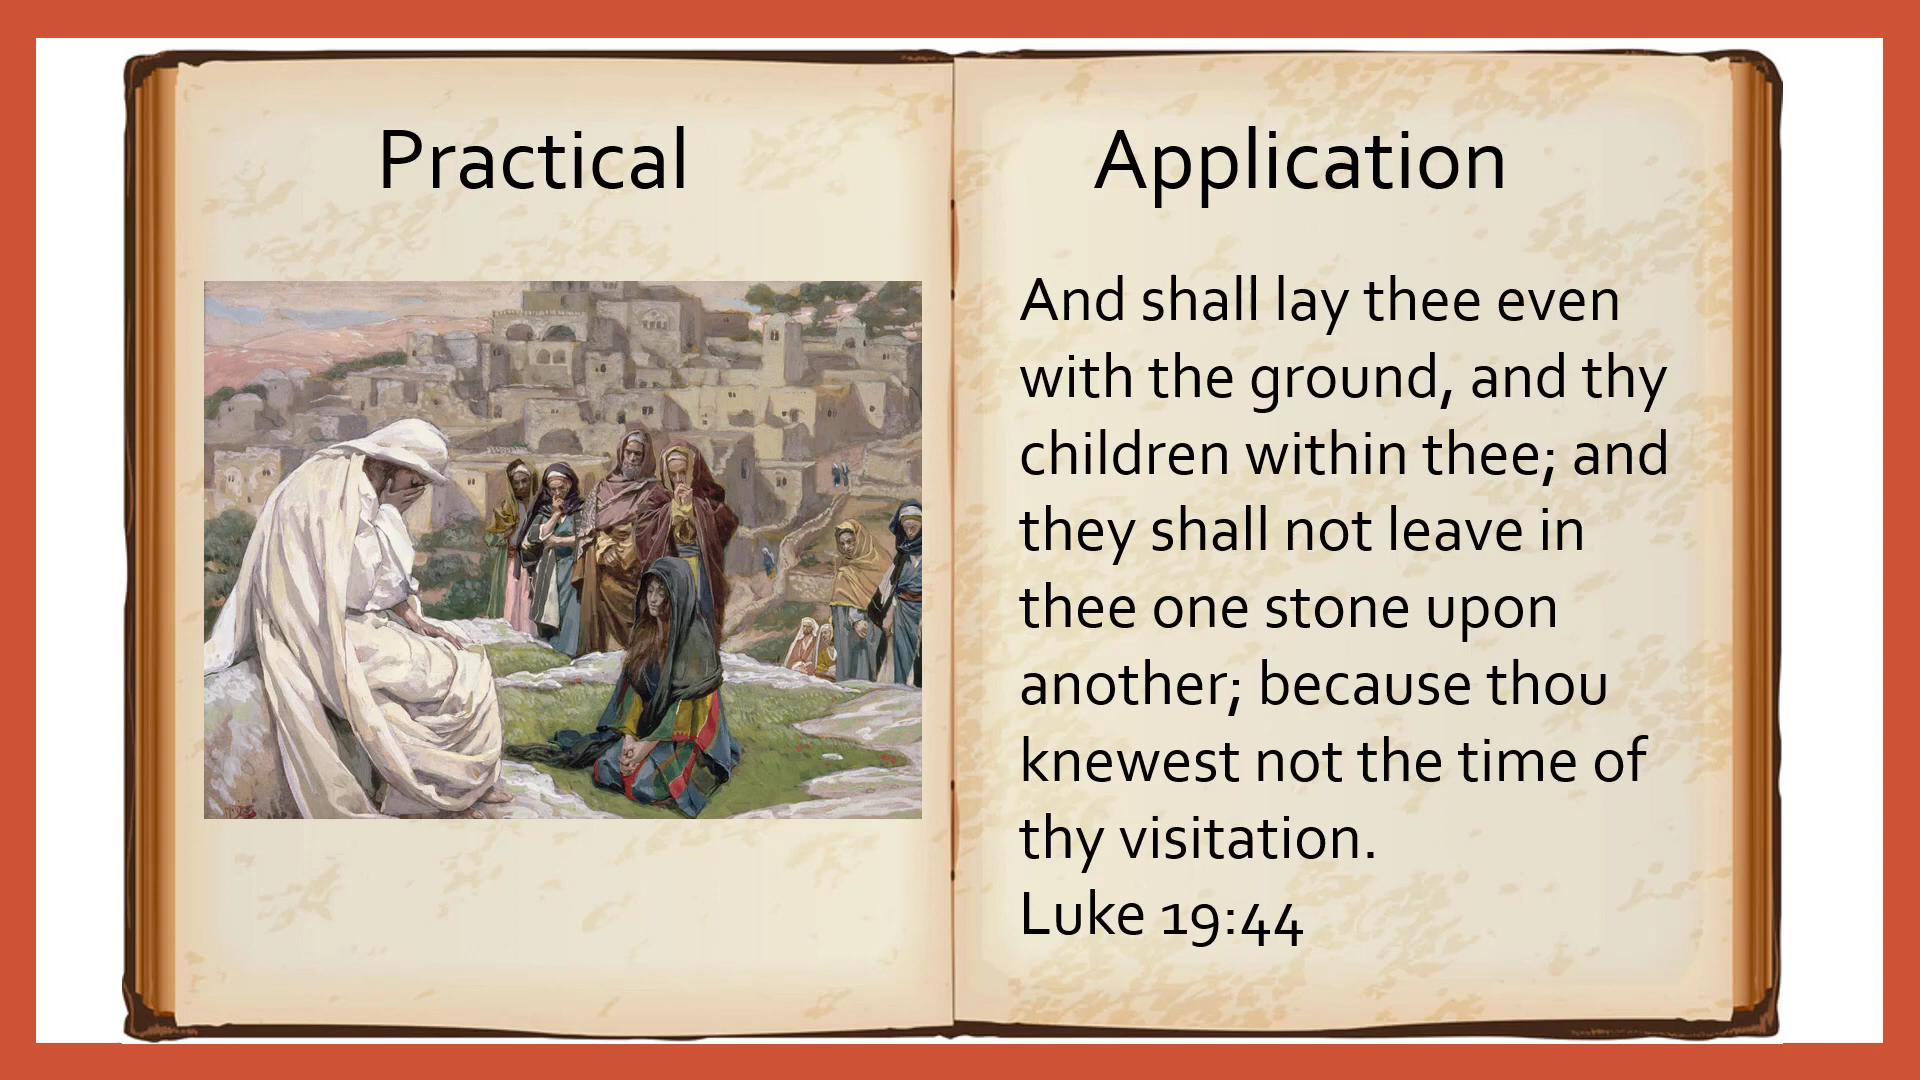 Practical Application
And shall lay thee even
with the ground, and thy
children within thee; and
they shall not leave in
thee one stone upon
another; because thou
knewest not the time of
thy visitation.
Luke 19:44